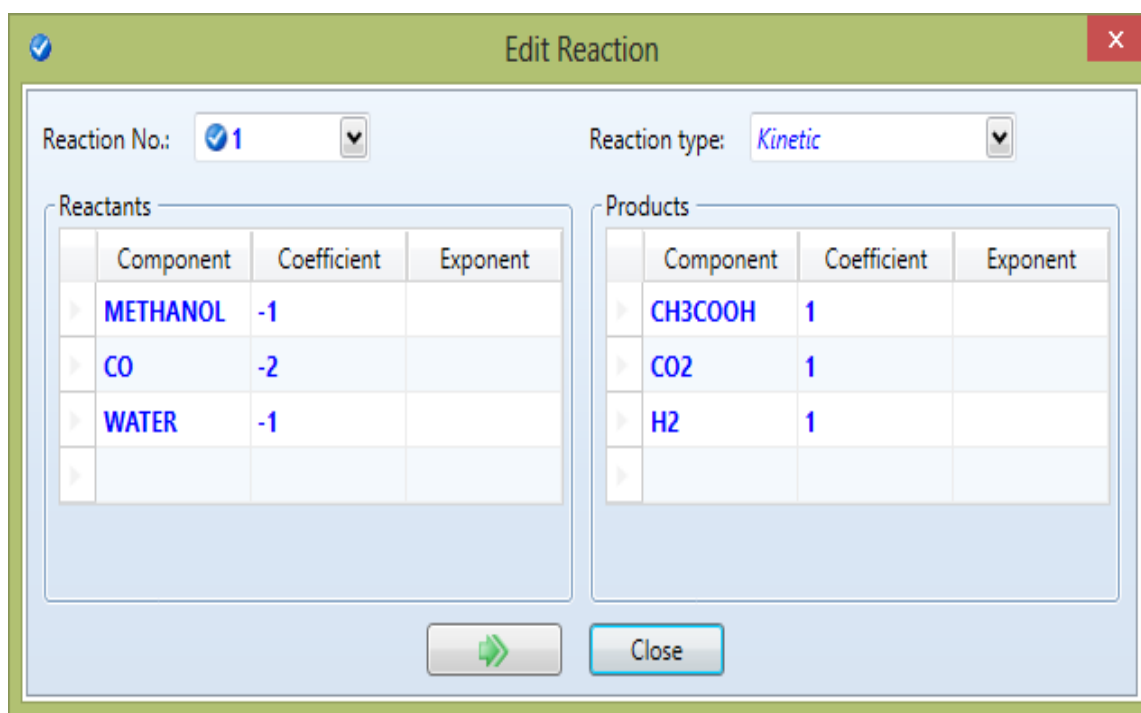 Edit Reaction
x
Reaction No.: 1 Reaction type: Kinetic
Reactants
Component Coefficient Exponent
METHANOL -1
CO -2
WATER -1
Products
Component Coefficient Exponent
CH3COOH 1
CO2 1
H2 1
Close